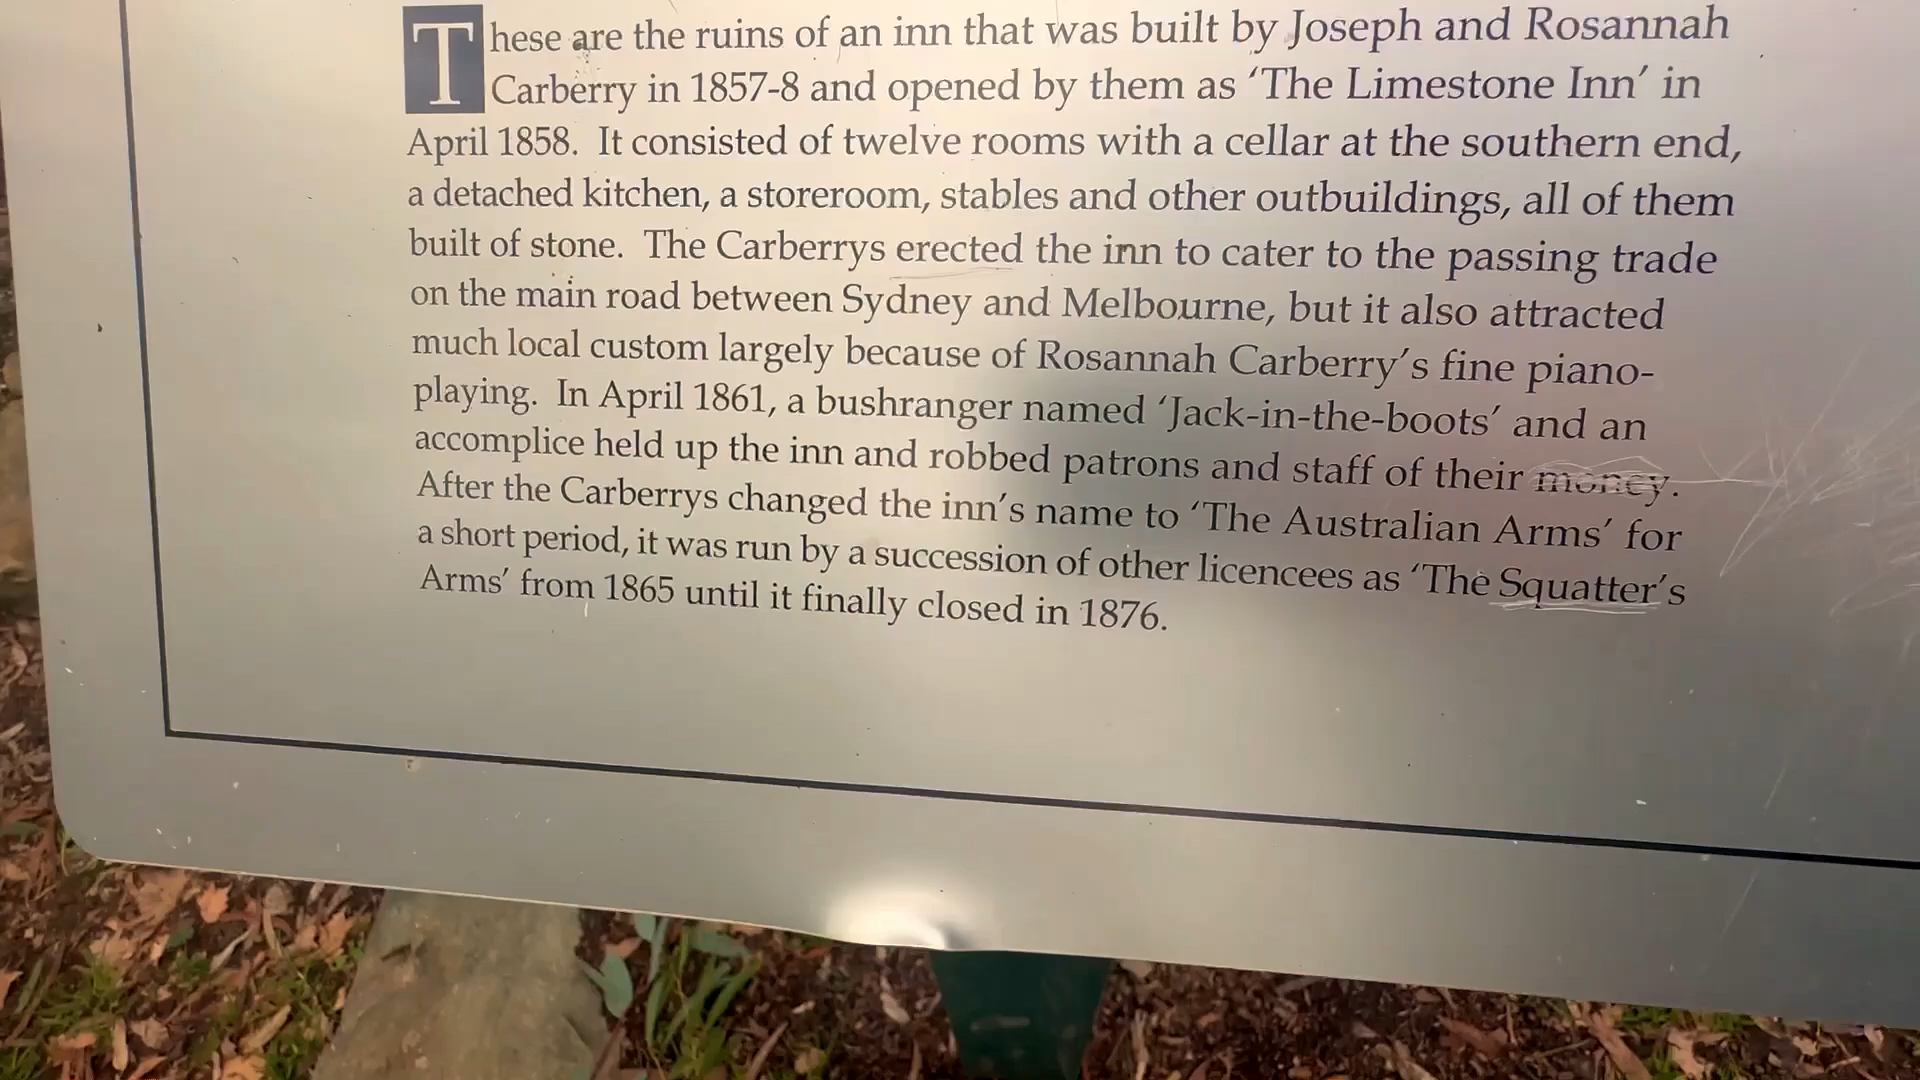 These are the ruins of an inn that was built by Joseph and Rosannah
Carberry in 1857-8 and opened by them as ‘The Limestone Inn’ in
April 1858. It consisted of twelve rooms with a cellar at the southern end,
a detached kitchen, a storeroom, stables and other outbuildings, all of them
built of stone. The Carberrys erected the inn to cater to the passing trade
on the main road between Sydney and Melbourne, but it also attracted
much local custom largely because of Rosannah Carberry’s fine piano-
playing. In April 1861, a bushranger named ‘Jack-in-the-boots’ and an
accomplice held up the inn and robbed patrons and staff of their money.
After the Carberrys changed the inn’s name to ‘The Australian Arms’ for
a short period, it was run by a succession of other licencees as ‘The Squatter’s
Arms’ from 1865 until it finally closed in 1876.